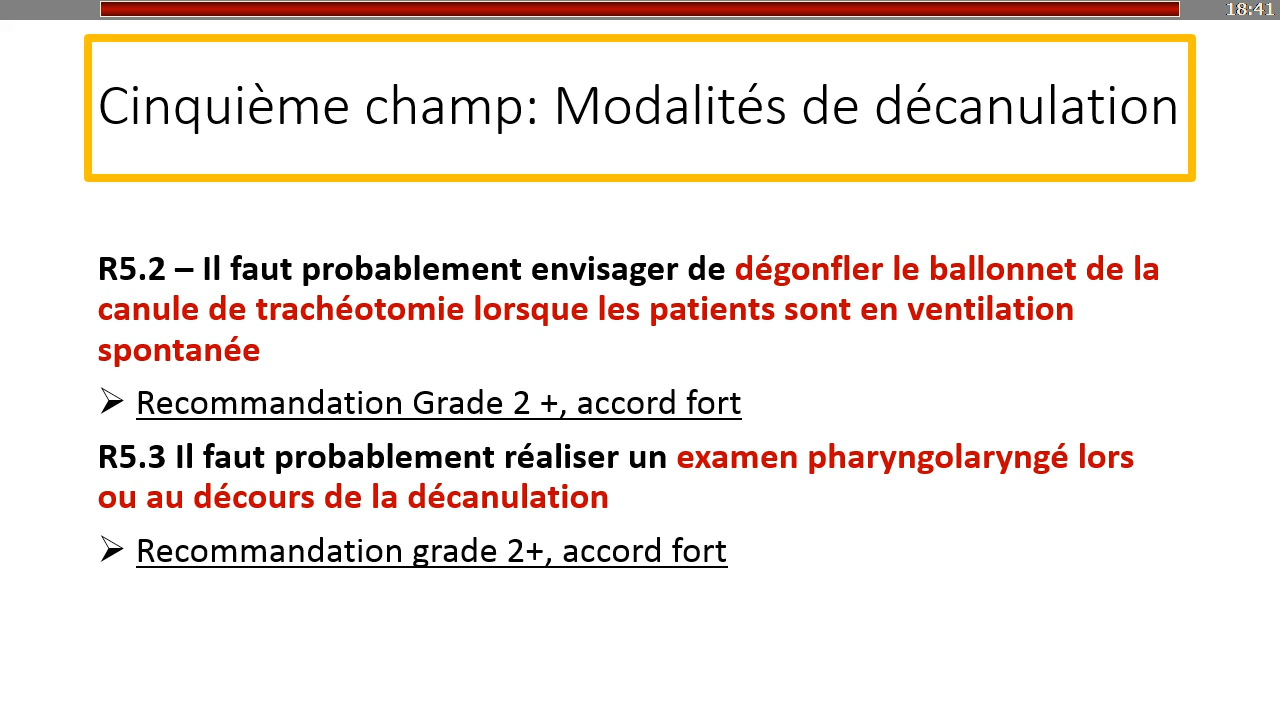 18:41
Cinquième champ: Modalités de décanulation
R5.2 – Il faut probablement envisager de dégonfler le ballonnet de la
canule de trachéotomie lorsque les patients sont en ventilation
spontanée
➢ Recommandation Grade 2 +, accord fort
R5.3 Il faut probablement réaliser un examen pharyngolaryngé lors
ou au décours de la décanulation
➢ Recommandation grade 2+, accord fort